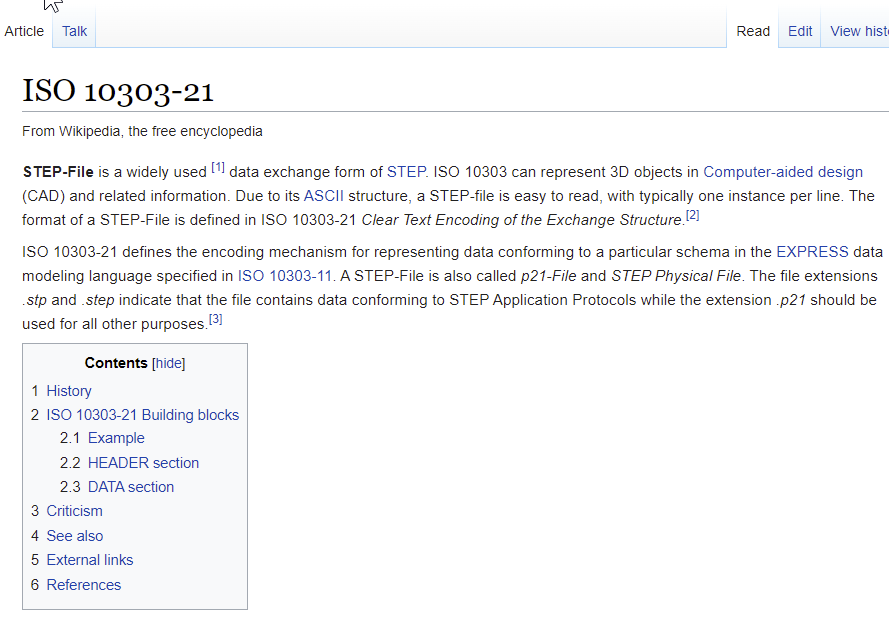 Article Talk Read Edit View hist
ISO 10303-21
From Wikipedia, the free encyclopedia
STEP-File is a widely used [1] data exchange form of STEP. ISO 10303 can represent 3D objects in Computer-aided design
(CAD) and related information. Due to its ASCII structure, a STEP-file is easy to read, with typically one instance per line. The
format of a STEP-File is defined in ISO 10303-21 Clear Text Encoding of the Exchange Structure.[2]
ISO 10303-21 defines the encoding mechanism for representing data conforming to a particular schema in the EXPRESS data
modeling language specified in ISO 10303-11. A STEP-File is also called p21-File and STEP Physical File. The file extensions
.stp and .step indicate that the file contains data conforming to STEP Application Protocols while the extension .p21 should be
used for all other purposes.[3]
Contents [hide]
1 History
2 ISO 10303-21 Building blocks
2.1 Example
2.2 HEADER section
2.3 DATA section
3 Criticism
4 See also
5 External links
6 References